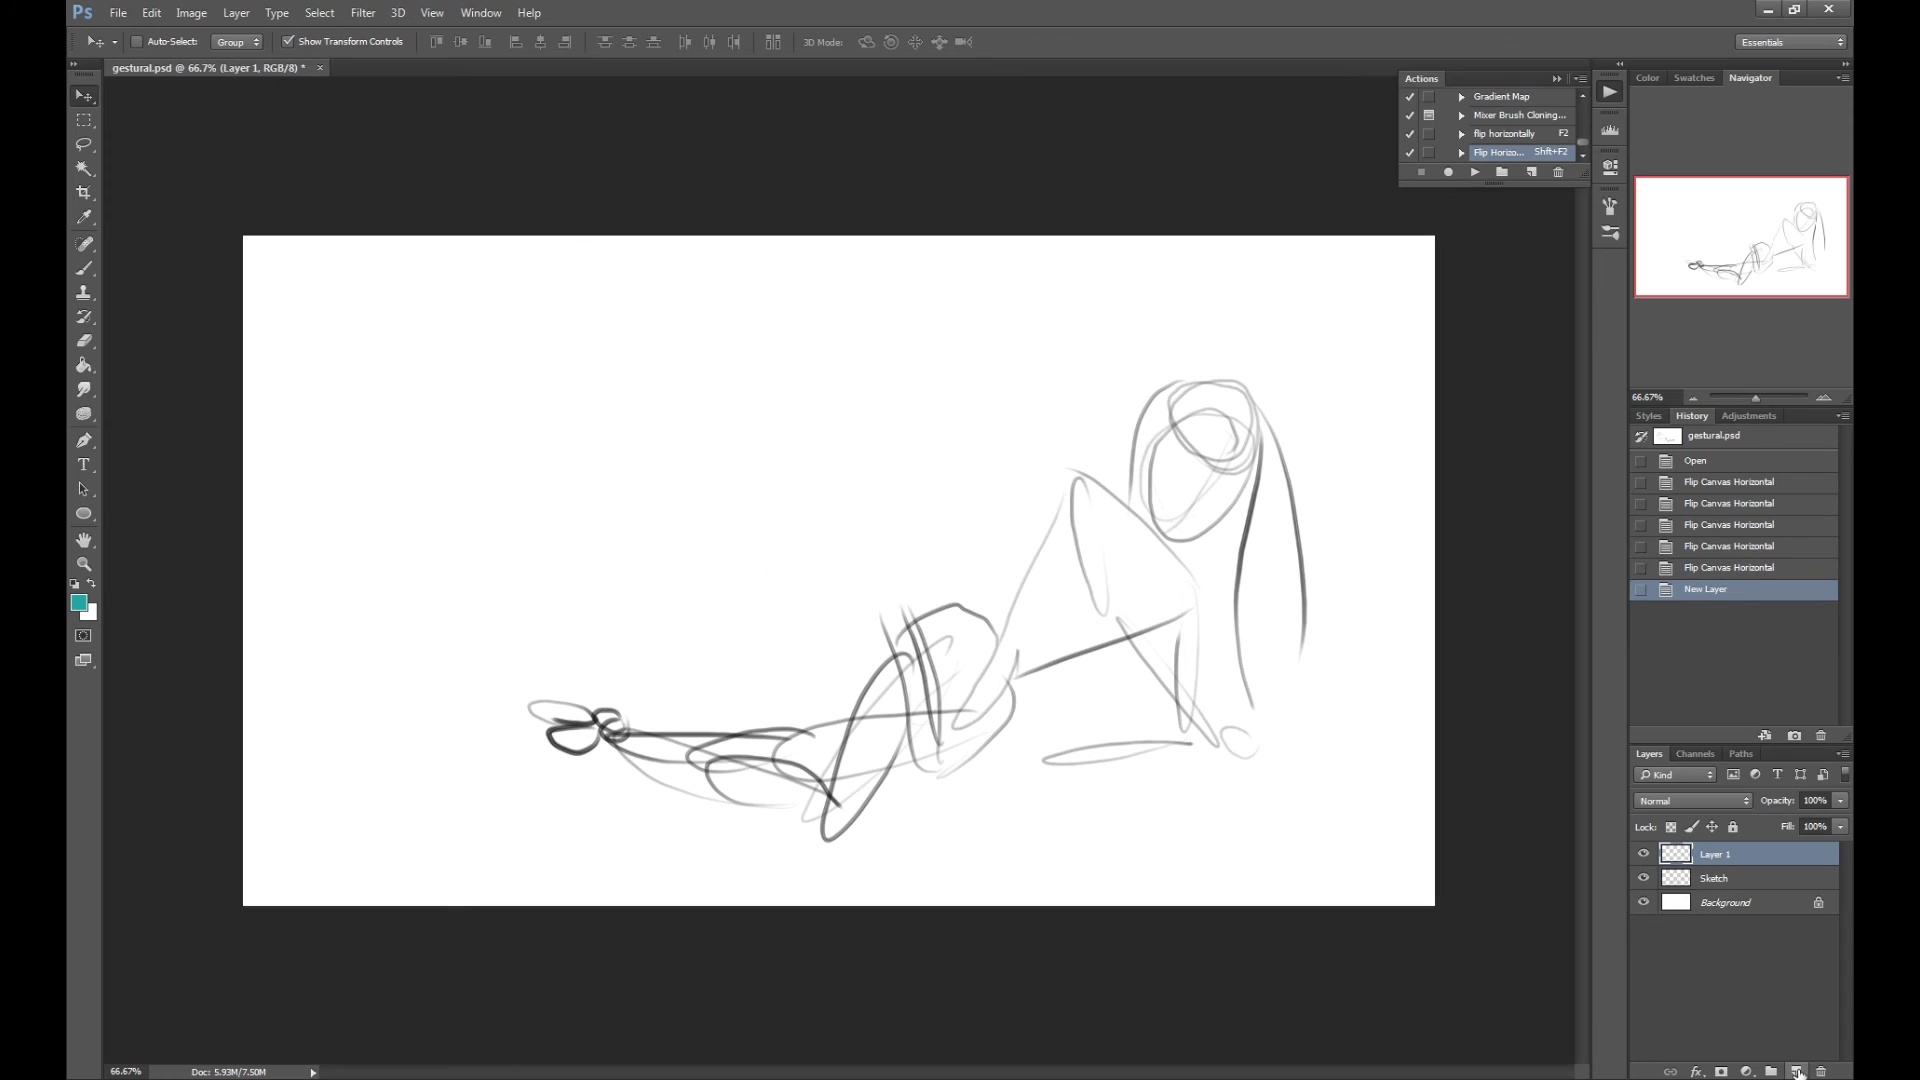 Ps File Edit Image Layer Type Select Filter 3D View Window Help
Auto-Select: Group Show Transform Controls 3D Mode: Essentials
gestural.psd @ 66.7% (Layer 1, RGB/8) *
Actions
Gradient Map
Mixer Brush Cloning...
flip horizontally F2
Flip Horizo... Shft+F2
Color Swatches Navigator
66.67%
Styles History Adjustments
gestural.psd
Open
Flip Canvas Horizontal
Flip Canvas Horizontal
Flip Canvas Horizontal
Flip Canvas Horizontal
Flip Canvas Horizontal
New Layer
Layers Channels Paths
Kind
Normal Opacity: 100%
Lock: Fill: 100%
Layer 1
Sketch
Background
66.67% Doc: 5.93M/7.50M